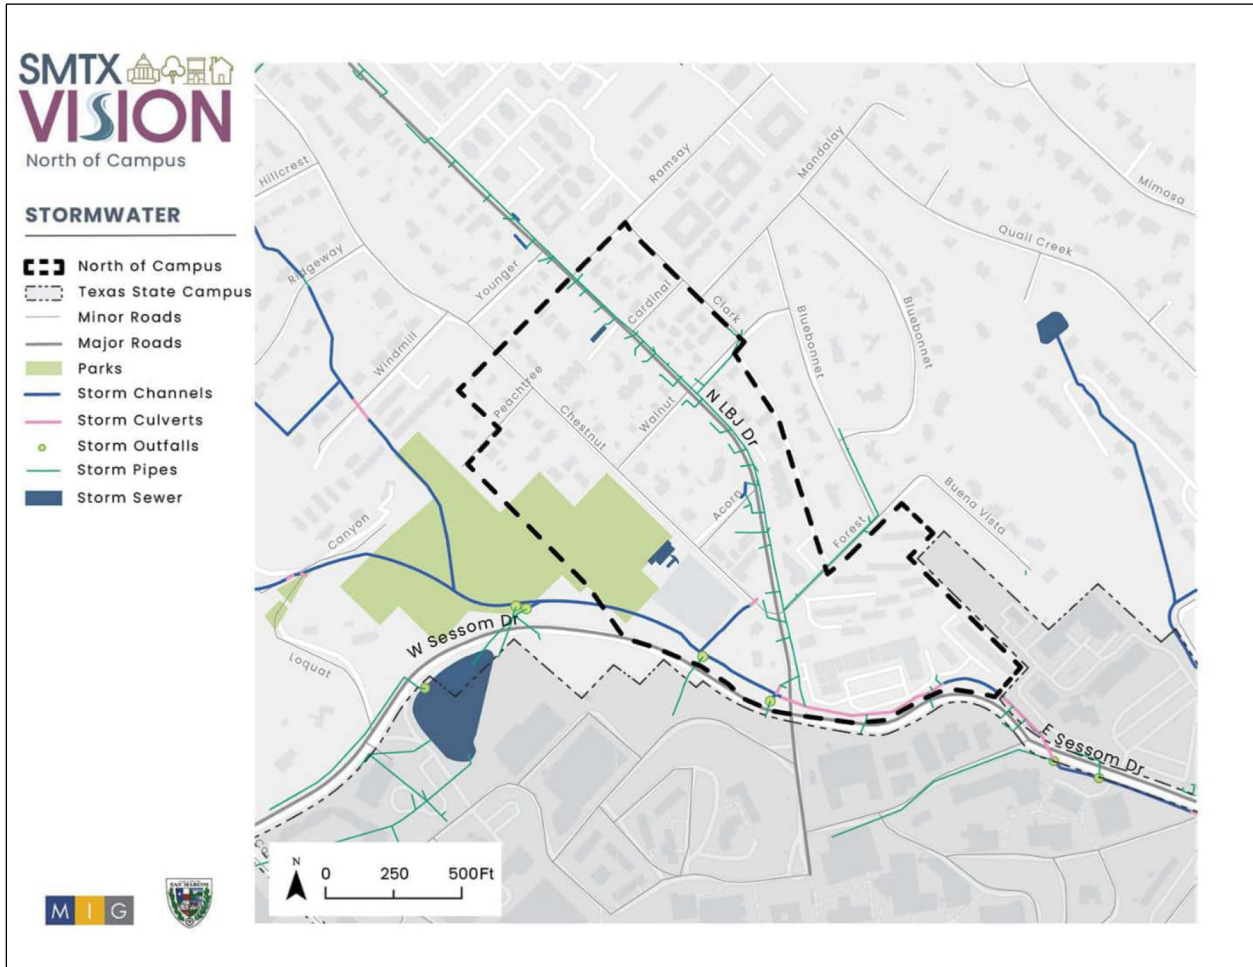 SMTX
VISION
North of Campus
STORMWATER
North of Campus
Texas State Campus
Minor Roads
Major Roads
Parks
Storm Channels
Storm Culverts
Storm Outfalls
Storm Pipes
Storm Sewer
Hillcrest
Ridgeway
Windmill
Younger
Ramsay
Mandalay
Mimosa
Quail Creek
Cardinal
Clark
Bluebonnet
Bluebonnet
Peachtree
Chestnut
Walnut
N LBJ Dr
Acorn
Forest
Buena Vista
Canyon
Loquat
W Sessom Dr
E Sessom Dr
N
0 250 500Ft
MIG
SAN MARCOS